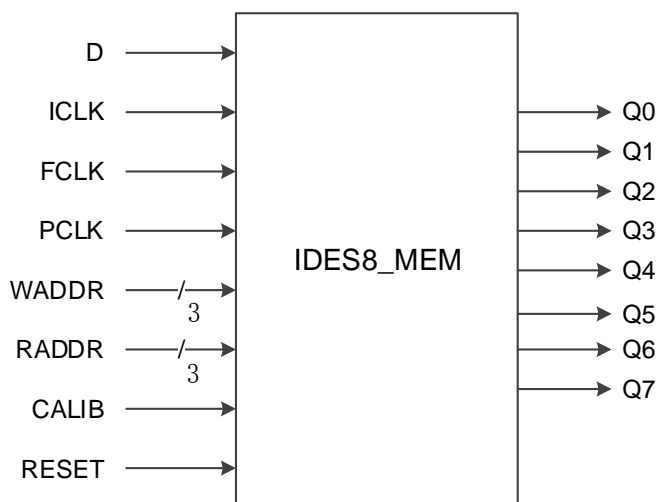 D
ICLK
FCLK
PCLK
WADDR
3
RADDR
3
CALIB
RESET
IDES8_MEM
Q0
Q1
Q2
Q3
Q4
Q5
Q6
Q7